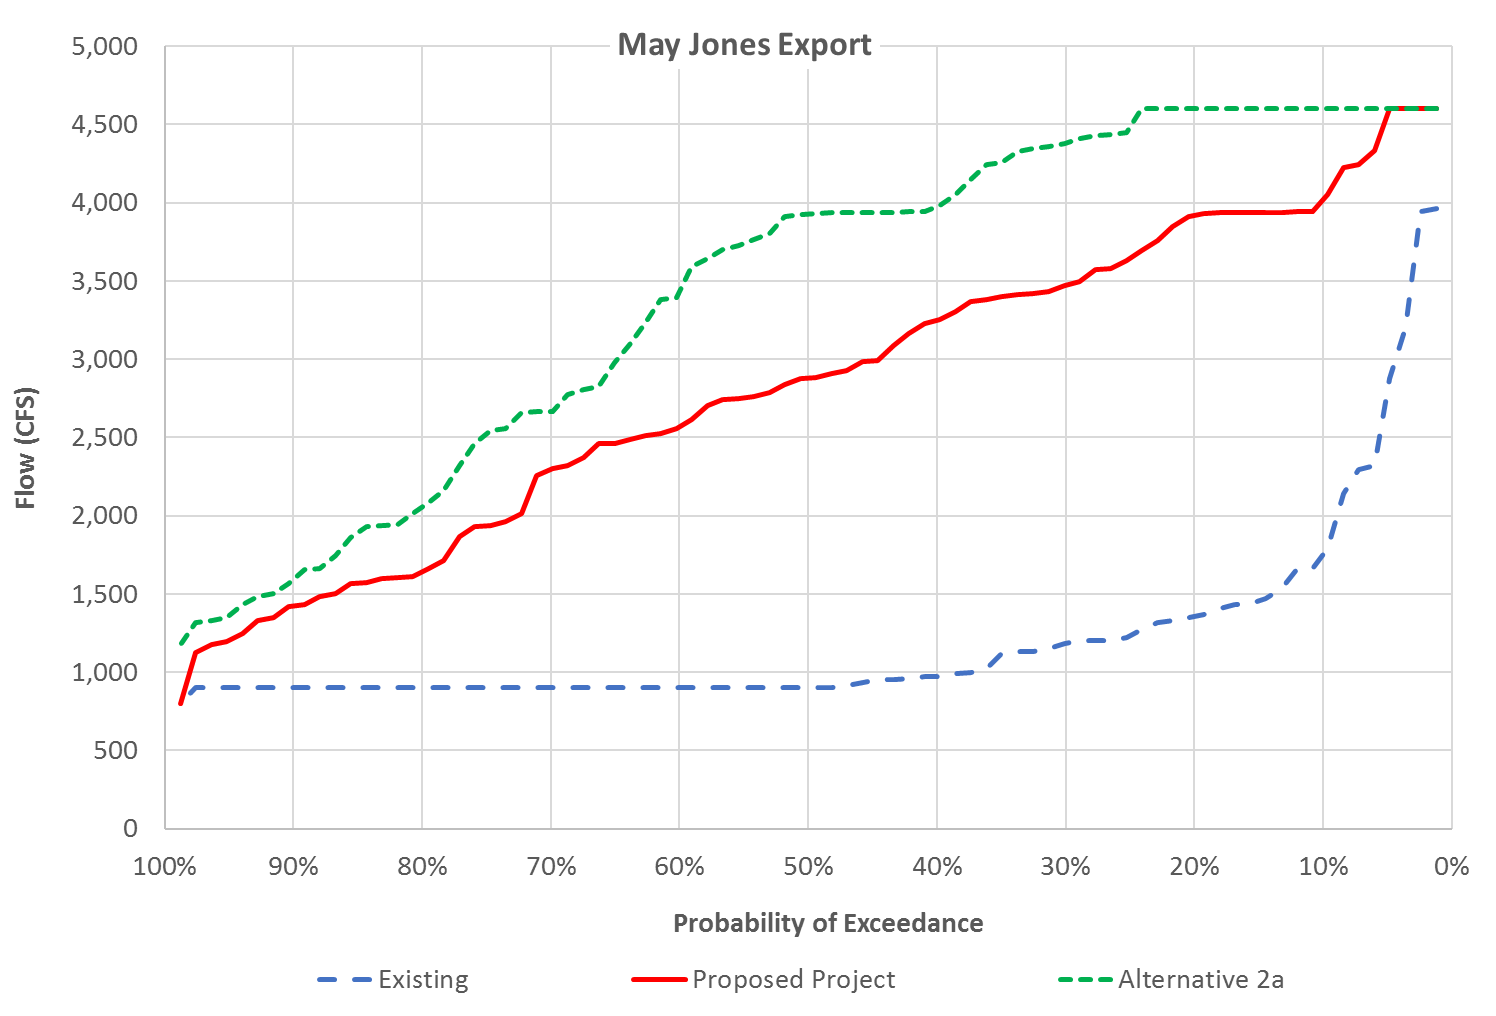 May Jones Export
5,000
4,500
4,000
3,500
3,000
2,500
2,000
1,500
1,000
500
0
Flow (CFS)
100% 90% 80% 70% 60% 50% 40% 30% 20% 10% 0%
Probability of Exceedance
Existing Proposed Project Alternative 2a